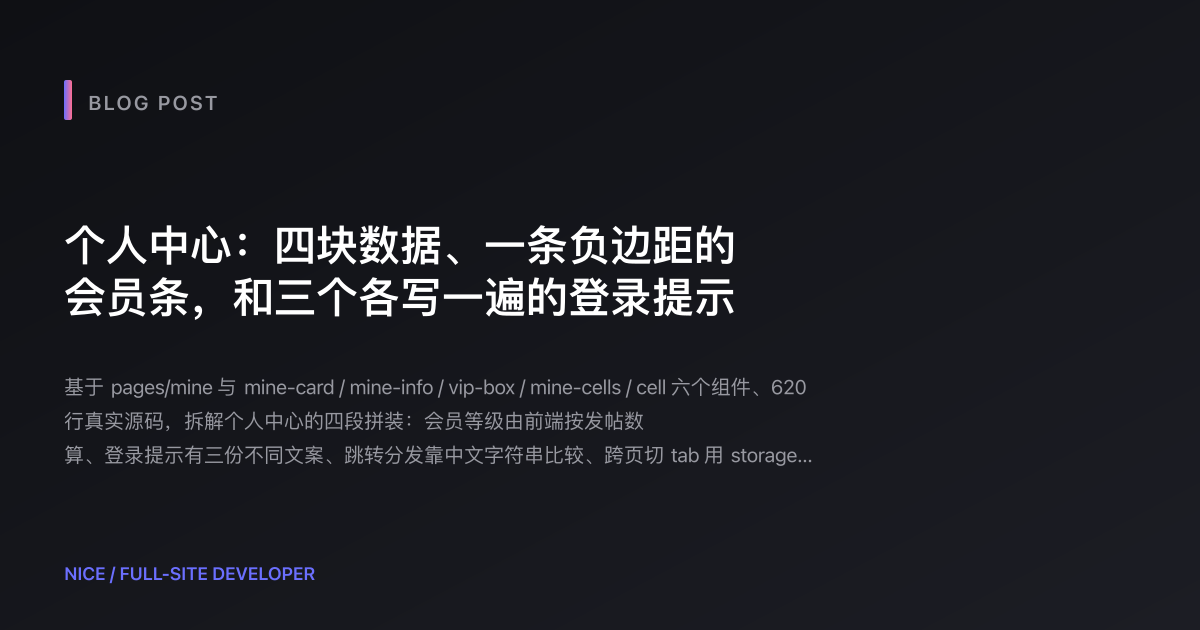 BLOG POST
个人中心：四块数据、一条负边距的
会员条，和三个各写一遍的登录提示
基于 pages/mine 与 mine-card / mine-info / vip-box / mine-cells / cell 六个组件、620
行真实源码，拆解个人中心的四段拼装：会员等级由前端按发帖数
算、登录提示有三份不同文案、跳转分发靠中文字符串比较、跨页切 tab 用 storage...
NICE / FULL-SITE DEVELOPER